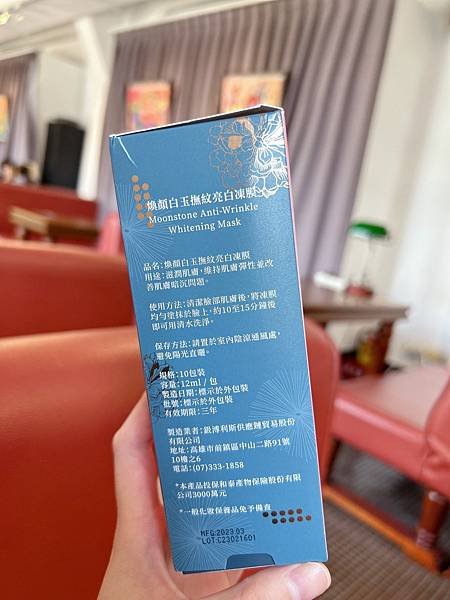 煥顏白玉撫紋亮白凍膜
Moonstone Anti-Wrinkle
Whitening Mask
品名：煥顏白玉撫紋亮白凍膜
用途：滋潤肌膚，維持肌膚彈性並改
善肌膚暗沉問題。
使用方法：清潔臉部肌膚後，將凍膜
均勻塗抹於臉上，約10至15分鐘後
即可用清水洗淨。
保存方法：請置於室內陰涼通風處，
避免陽光直曬。
規格：10包裝
容量：12ml / 包
製造日期：標示於外包裝
批號：標示於外包裝
有效期限：三年
製造業者：鎩溥利斯供應鏈貿易股份
有限公司
地址：高雄市前鎮區中山二路91號
10樓之6
電話：(07)333-1858
*本產品投保和泰產物保險股份有限
公司3000萬元
*一般化妝保養品免予備查
MFG:2023 03
LOT:C23021601